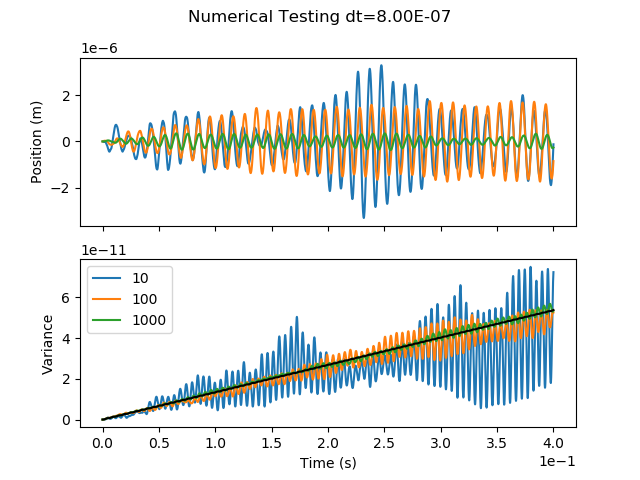 Numerical Testing dt=8.00E-07
1e−6
Position (m)
2
0
−2
1e−11
Variance
6
4
2
0
10
100
1000
0.0 0.5 1.0 1.5 2.0 2.5 3.0 3.5 4.0
Time (s)
1e−1